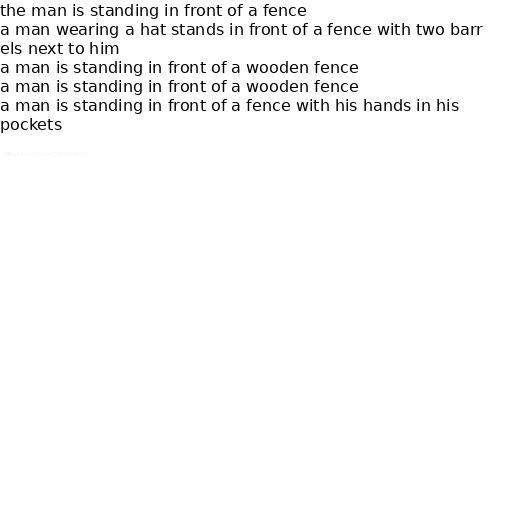 the man is standing in front of a fence
a man wearing a hat stands in front of a fence with two barr
els next to him
a man is standing in front of a wooden fence
a man is standing in front of a wooden fence
a man is standing in front of a fence with his hands in his
pockets